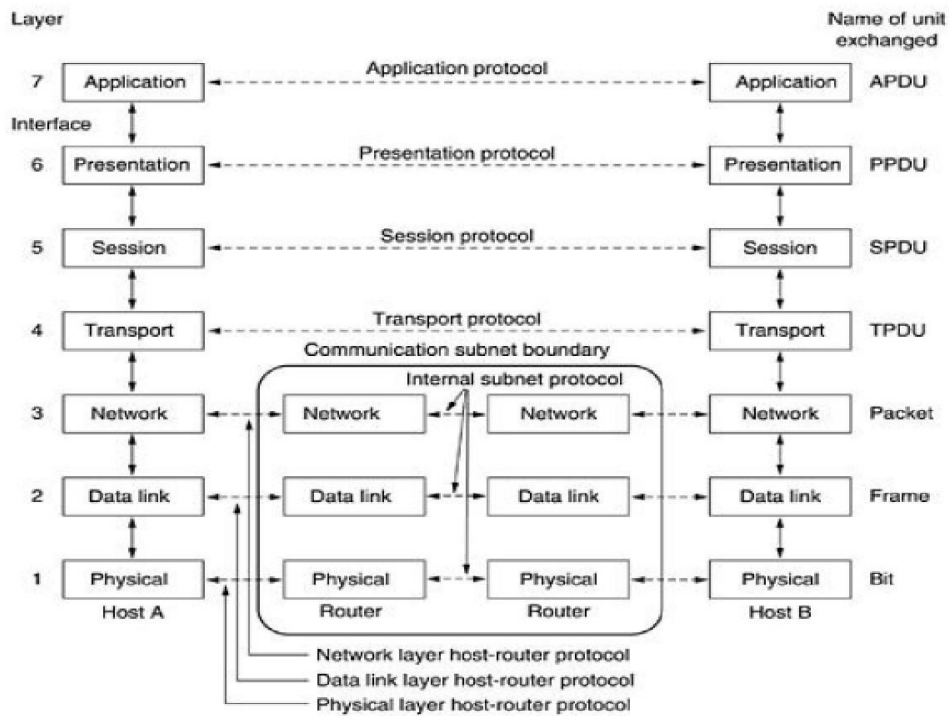 Layer
Name of unit
exchanged
Application protocol
7 Application Application APDU
Interface
Presentation protocol
6 Presentation Presentation PPDU
Session protocol
5 Session Session SPDU
Transport protocol
4 Transport Transport TPDU
Communication subnet boundary
Internal subnet protocol
3 Network Network Network Network Packet
2 Data link Data link Data link Data link Frame
1 Physical Physical Physical Physical Bit
Host A Router Router Host B
Network layer host-router protocol
Data link layer host-router protocol
Physical layer host-router protocol